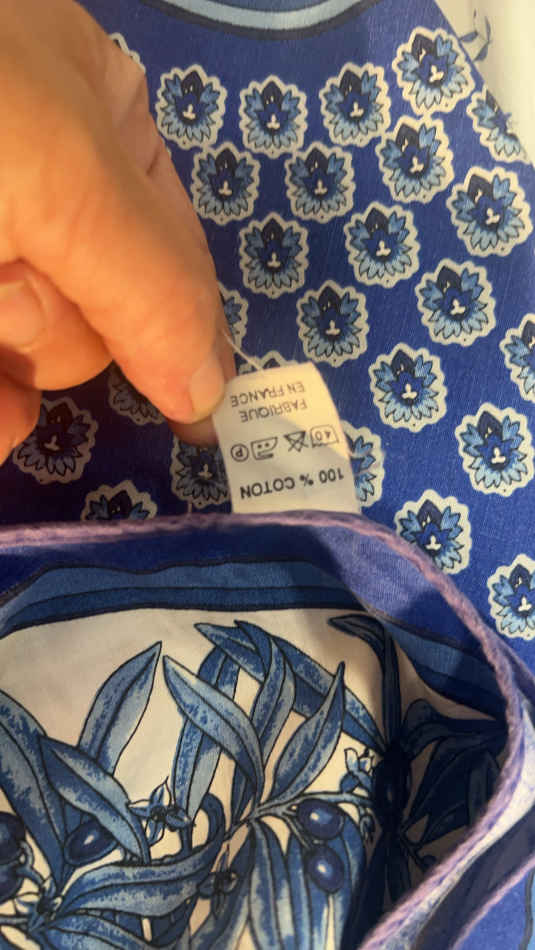 100 % COTON
40 P
FABRIQUE
EN FRANCE